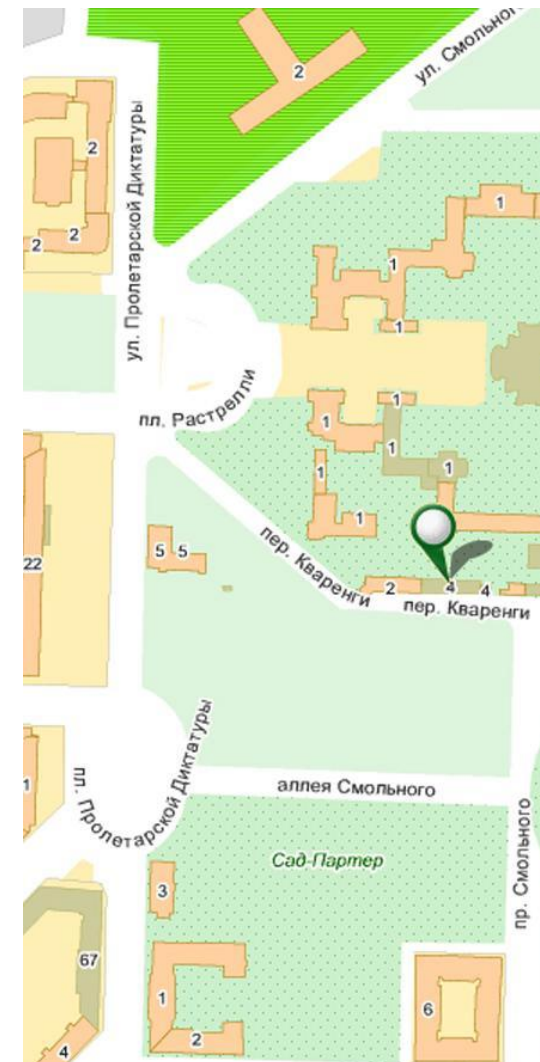 2
ул. Смольного
2
ул. Пролетарской Диктатуры
1
2
2
1
1
пл. Растрелли
1
1
1
1
1
1
5
5
пер. Кваренги
22
2
4
4
пер. Кваренги
пл. Пролетарской Диктатуры
1
аллея Смольного
пр. Смольного
Сад-Партер
3
67
1
6
2
4